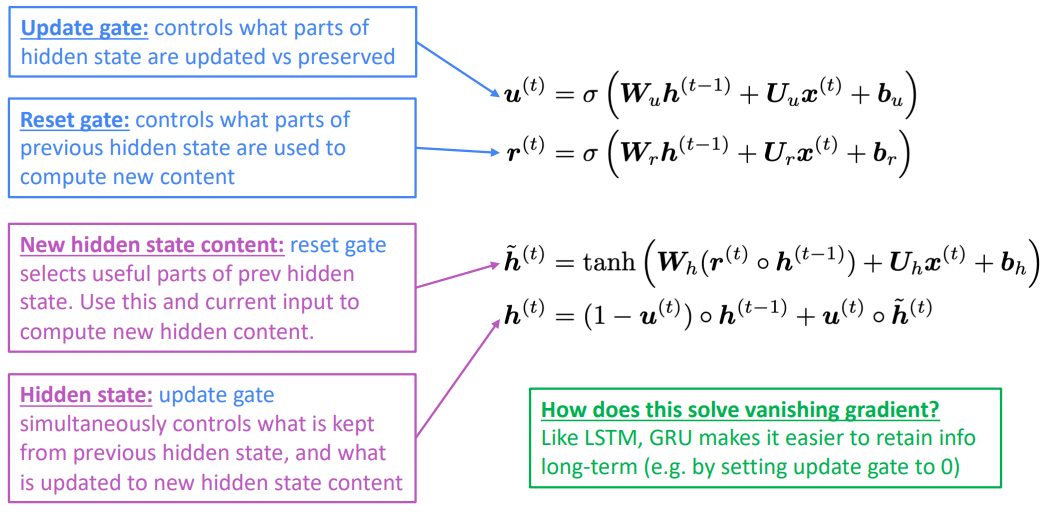 Update gate: controls what parts of
hidden state are updated vs preserved
Reset gate: controls what parts of
previous hidden state are used to
compute new content
New hidden state content: reset gate
selects useful parts of prev hidden
state. Use this and current input to
compute new hidden content.
Hidden state: update gate
simultaneously controls what is kept
from previous hidden state, and what
is updated to new hidden state content
u^{(t)} = σ(W_u h^{(t−1)} + U_u x^{(t)} + b_u)
r^{(t)} = σ(W_r h^{(t−1)} + U_r x^{(t)} + b_r)
h̃^{(t)} = tanh(W_h(r^{(t)} ∘ h^{(t−1)}) + U_h x^{(t)} + b_h)
h^{(t)} = (1 − u^{(t)}) ∘ h^{(t−1)} + u^{(t)} ∘ h̃^{(t)}
How does this solve vanishing gradient?
Like LSTM, GRU makes it easier to retain info
long-term (e.g. by setting update gate to 0)